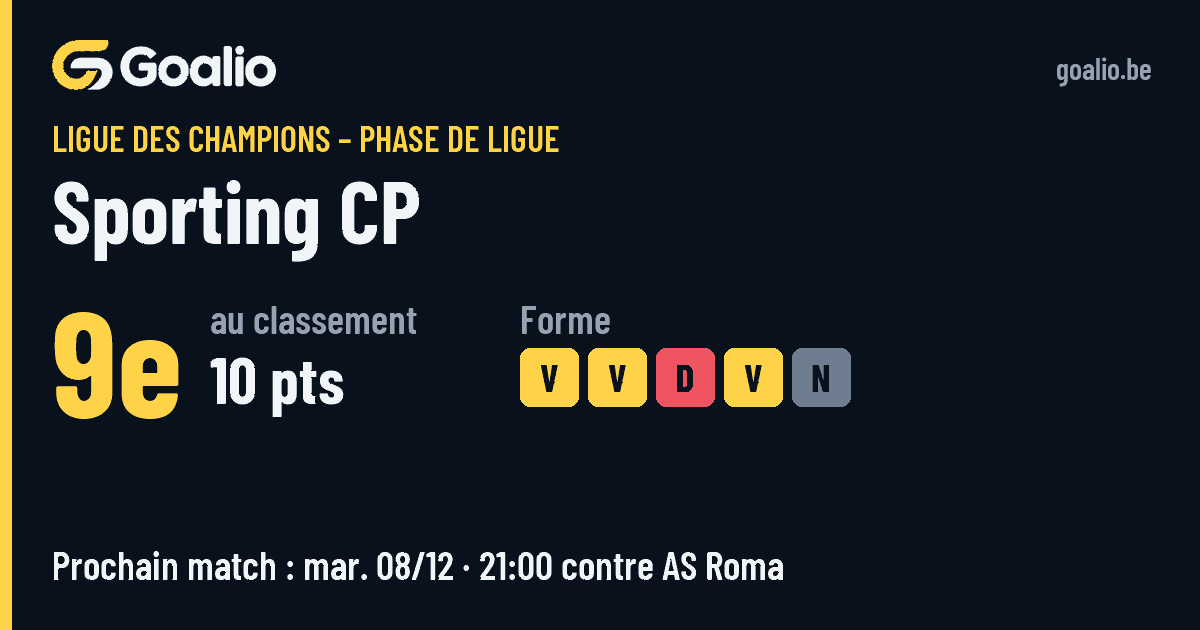 Goalio
goalio.be
LIGUE DES CHAMPIONS – PHASE DE LIGUE
Sporting CP
9e
au classement
10 pts
Forme
V V D V N
Prochain match : mar. 08/12 · 21:00 contre AS Roma